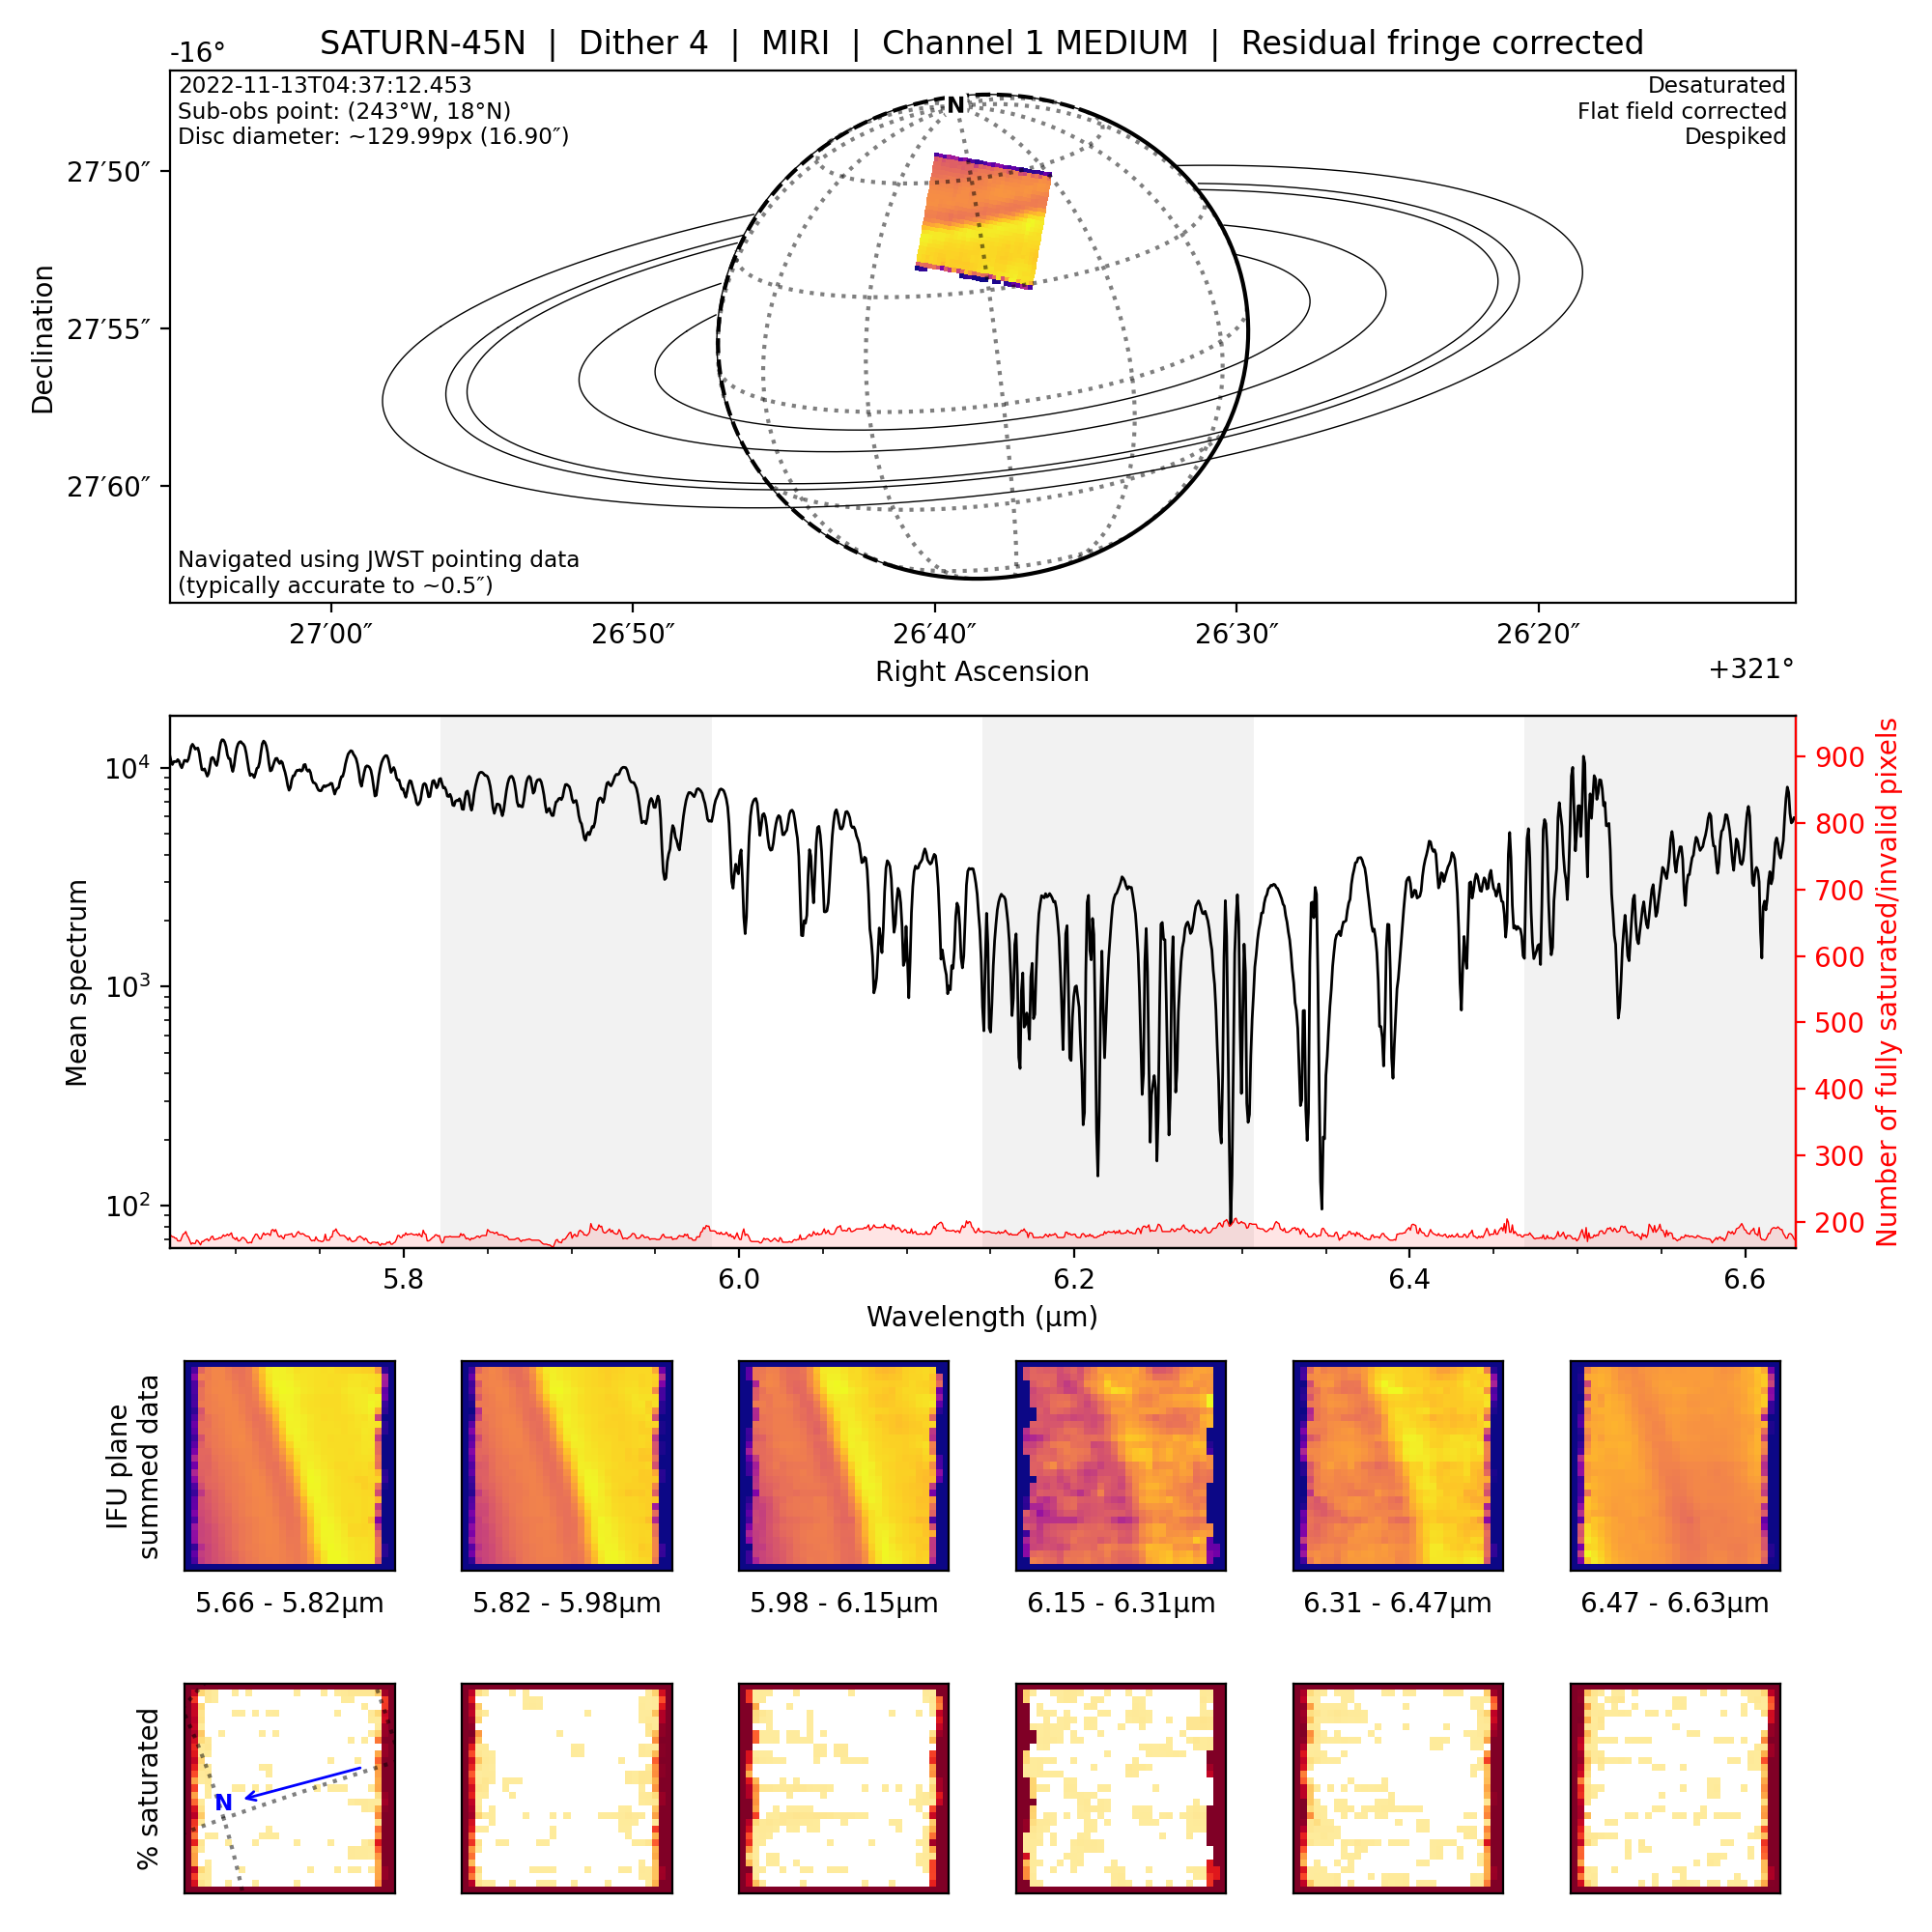 SATURN-45N | Dither 4 | MIRI | Channel 1 MEDIUM | Residual fringe corrected
-16°
2022-11-13T04:37:12.453
Sub-obs point: (243°W, 18°N)
Disc diameter: ~129.99px (16.90″)
Desaturated
Flat field corrected
Despiked
N
27′50″
27′55″
27′60″
Declination
Navigated using JWST pointing data
(typically accurate to ~0.5″)
27′00″
26′50″
26′40″
26′30″
26′20″
Right Ascension
+321°
Mean spectrum
10⁴
10³
10²
900
800
700
600
500
400
300
200
Number of fully saturated/invalid pixels
5.8
6.0
6.2
6.4
6.6
Wavelength (µm)
IFU plane
summed data
5.66 - 5.82µm
5.82 - 5.98µm
5.98 - 6.15µm
6.15 - 6.31µm
6.31 - 6.47µm
6.47 - 6.63µm
% saturated
N